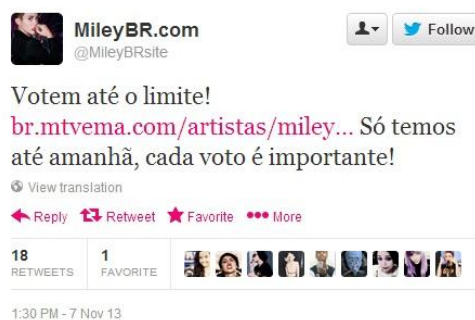 MileyBR.com
@MileyBRsite
Follow
Votem até o limite!
br.mtvema.com/artistas/miley... Só temos
até amanhã, cada voto é importante!
View translation
Reply Retweet Favorite More
18 1
RETWEETS FAVORITE
1:30 PM - 7 Nov 13